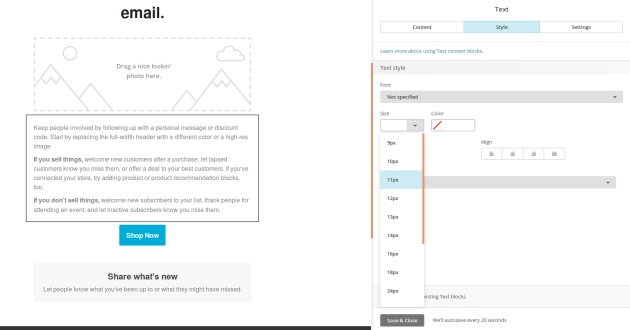 email.
Drag a nice lookin'
photo here.
Keep people involved by following up with a personal message or discount
code. Start by replacing the full-width header with a different color or a high-res
image.
If you sell things, welcome new customers after a purchase, let lapsed
customers know you miss them, or offer a deal to your best customers. If you've
connected your store, try adding product or product recommendation blocks,
too.
If you don't sell things, welcome new subscribers to your list, thank people for
attending an event, and let inactive subscribers know you miss them.
Shop Now
Share what's new
Let people know what you've been up to or what they might have missed.
Text
Content Style Settings
Learn more about using Text content blocks.
Text style
Font
Not specified
Size Color
Align
9px
10px
11px
12px
13px
14px
16px
18px
24px
existing Text blocks
Save & Close We'll autosave every 20 seconds